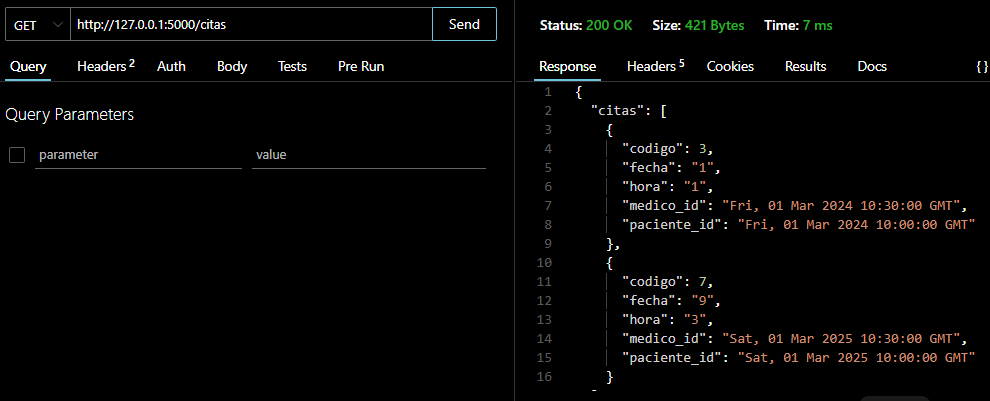 GET http://127.0.0.1:5000/citas Send
Query Headers 2 Auth Body Tests Pre Run
Query Parameters
parameter value
Status: 200 OK Size: 421 Bytes Time: 7 ms
Response Headers 5 Cookies Results Docs {}
1 {
2 "citas": [
3 {
4 "codigo": 3,
5 "fecha": "1",
6 "hora": "1",
7 "medico_id": "Fri, 01 Mar 2024 10:30:00 GMT",
8 "paciente_id": "Fri, 01 Mar 2024 10:00:00 GMT"
9 },
10 {
11 "codigo": 7,
12 "fecha": "9",
13 "hora": "3",
14 "medico_id": "Sat, 01 Mar 2025 10:30:00 GMT",
15 "paciente_id": "Sat, 01 Mar 2025 10:00:00 GMT"
16 }